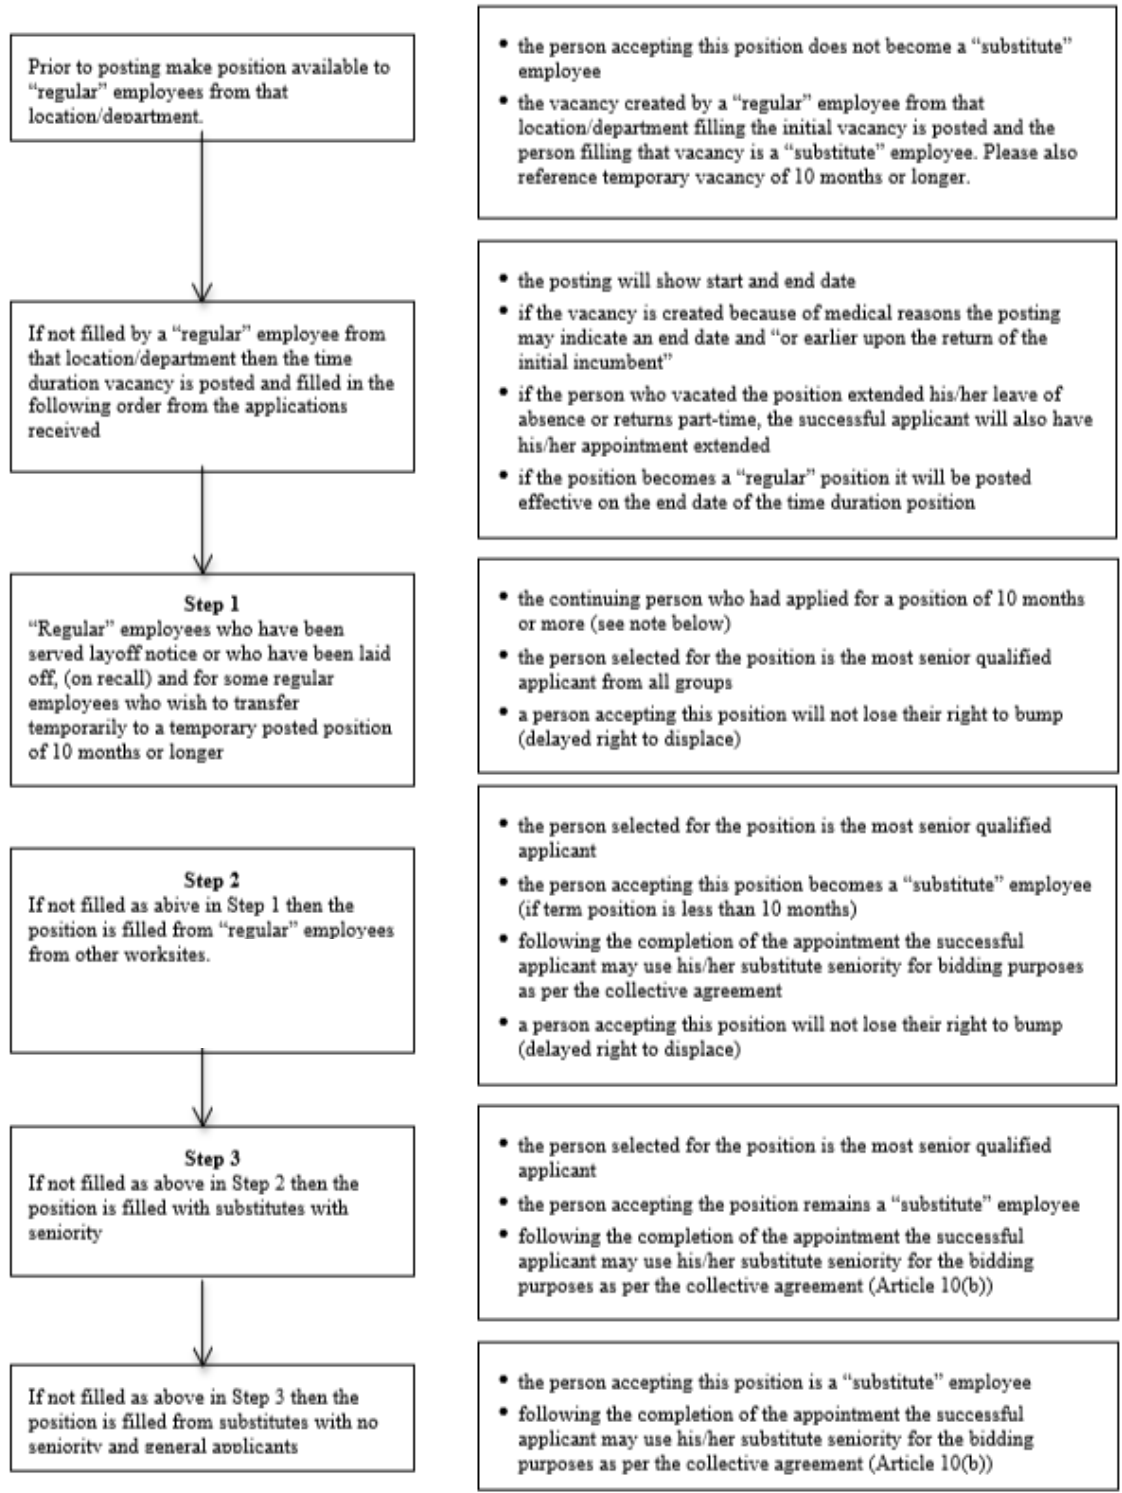 Prior to posting make position available to
“regular” employees from that
location/department.
• the person accepting this position does not become a “substitute”
employee
• the vacancy created by a “regular” employee from that
location/department filling the initial vacancy is posted and the
person filling that vacancy is a “substitute” employee. Please also
reference temporary vacancy of 10 months or longer.
If not filled by a “regular” employee from
that location/department then the time
duration vacancy is posted and filled in the
following order from the applications
received
• the posting will show start and end date
• if the vacancy is created because of medical reasons the posting
may indicate an end date and “or earlier upon the return of the
initial incumbent”
• if the person who vacated the position extended his/her leave of
absence or returns part-time, the successful applicant will also have
his/her appointment extended
• if the position becomes a “regular” position it will be posted
effective on the end date of the time duration position
Step 1
“Regular” employees who have been
served layoff notice or who have been laid
off, (on recall) and for some regular
employees who wish to transfer
temporarily to a temporary posted position
of 10 months or longer
• the continuing person who had applied for a position of 10 months
or more (see note below)
• the person selected for the position is the most senior qualified
applicant from all groups
• a person accepting this position will not lose their right to bump
(delayed right to displace)
Step 2
If not filled as abive in Step 1 then the
position is filled from “regular” employees
from other worksites.
• the person selected for the position is the most senior qualified
applicant
• the person accepting this position becomes a “substitute” employee
(if term position is less than 10 months)
• following the completion of the appointment the successful
applicant may use his/her substitute seniority for bidding purposes
as per the collective agreement
• a person accepting this position will not lose their right to bump
(delayed right to displace)
Step 3
If not filled as above in Step 2 then the
position is filled with substitutes with
seniority
• the person selected for the position is the most senior qualified
applicant
• the person accepting the position remains a “substitute” employee
• following the completion of the appointment the successful
applicant may use his/her substitute seniority for the bidding
purposes as per the collective agreement (Article 10(b))
If not filled as above in Step 3 then the
position is filled from substitutes with no
seniority and general applicants
• the person accepting this position is a “substitute” employee
• following the completion of the appointment the successful
applicant may use his/her substitute seniority for the bidding
purposes as per the collective agreement (Article 10(b))